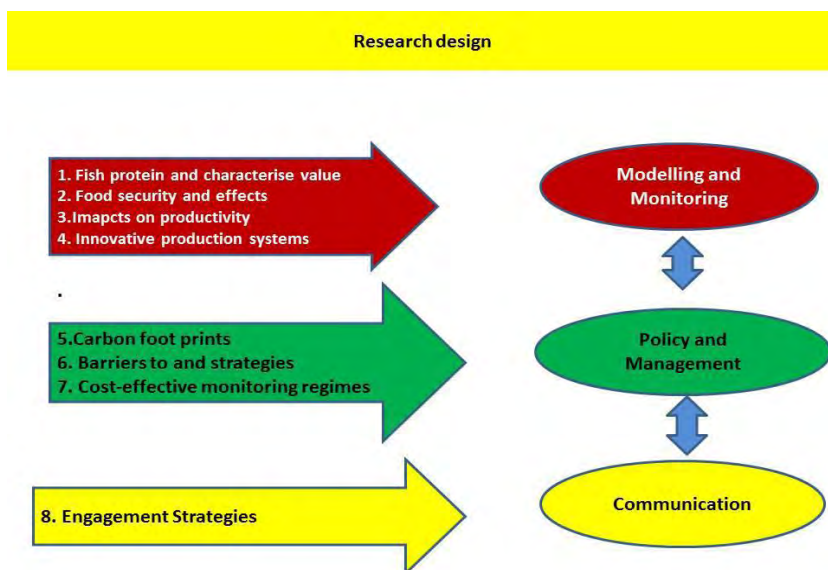 Research design
1. Fish protein and characterise value
2. Food security and effects
3.Imapcts on productivity
4. Innovative production systems
Modelling and
Monitoring
.
5.Carbon foot prints
6. Barriers to and strategies
7. Cost-effective monitoring regimes
Policy and
Management
8. Engagement Strategies
Communication